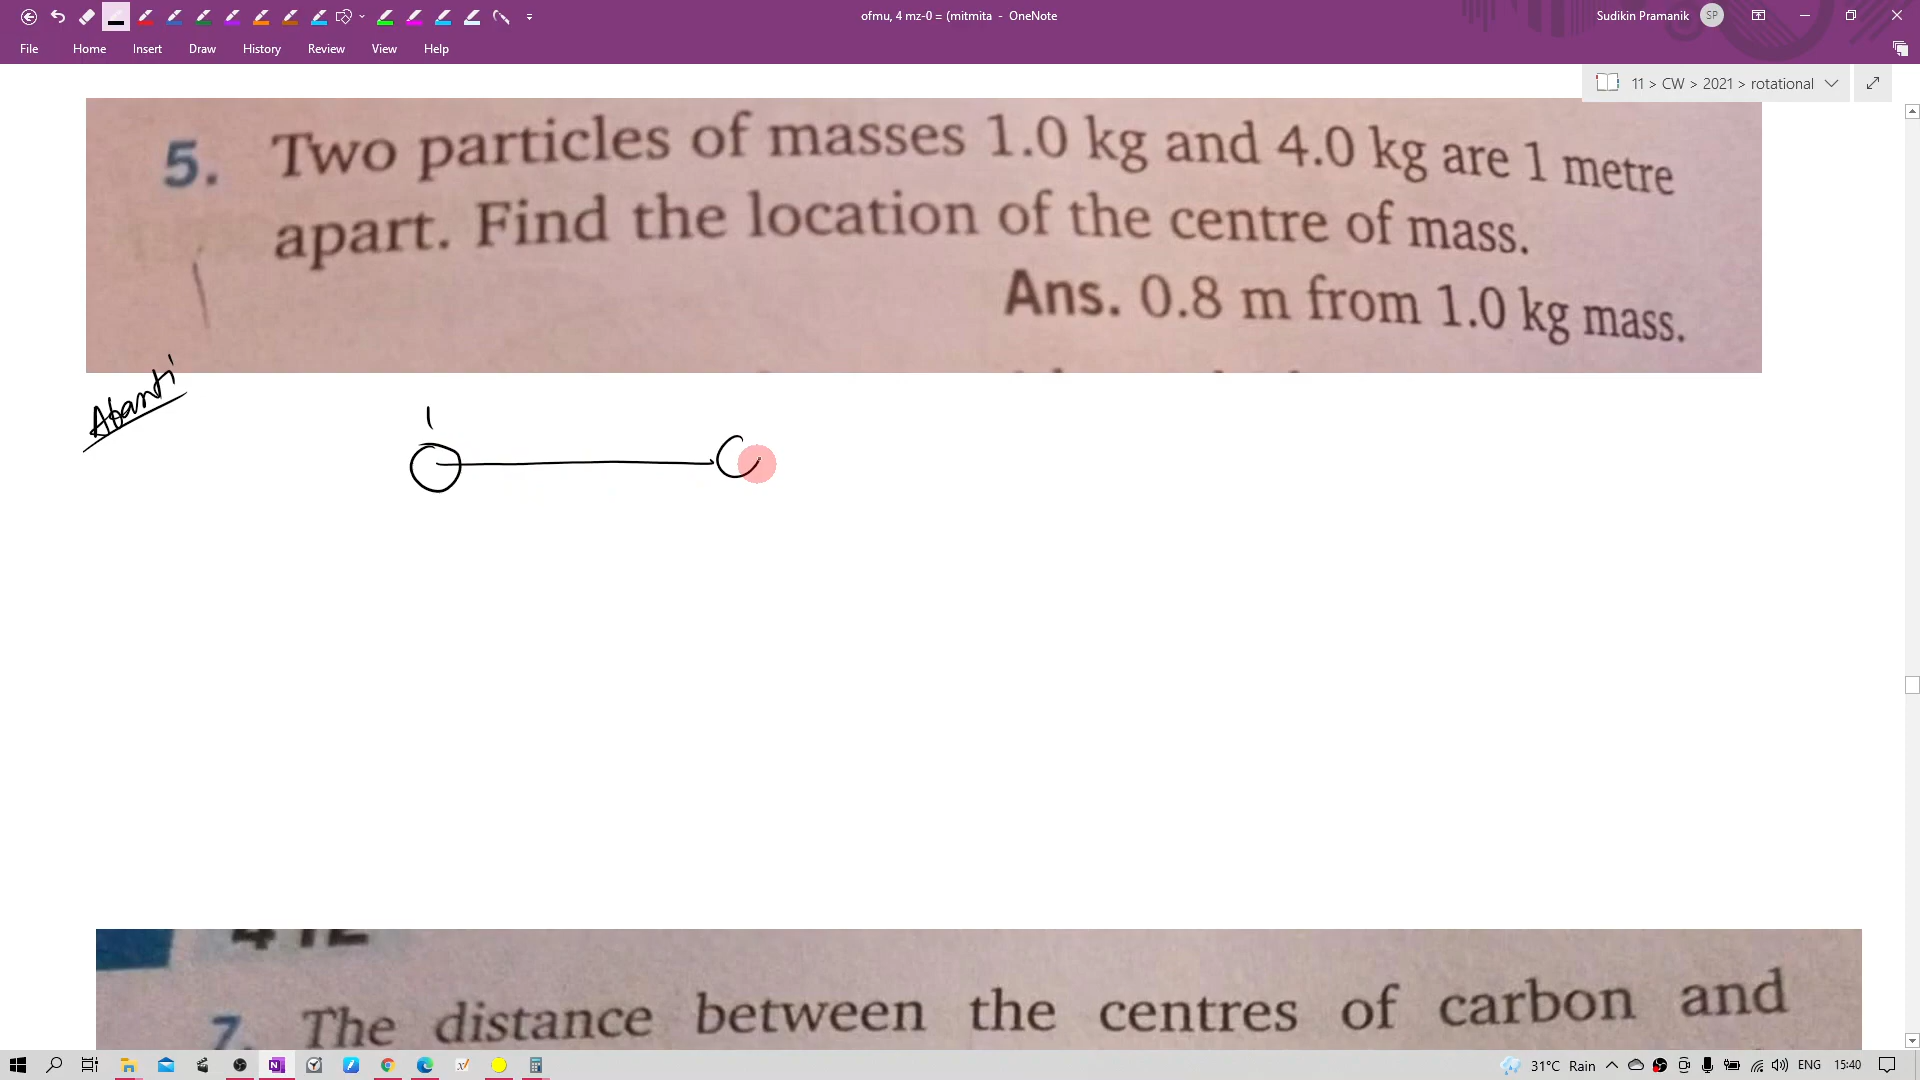 ofmu, 4 mz-0 = (mitmita - OneNote
Sudikin Pramanik SP
File Home Insert Draw History Review View Help
11 > CW > 2021 > rotational
5. Two particles of masses 1.0 kg and 4.0 kg are 1 metre
apart. Find the location of the centre of mass.
Ans. 0.8 m from 1.0 kg mass.
Abanti
1
7. The distance between the centres of carbon and
31°C Rain ENG 15:40